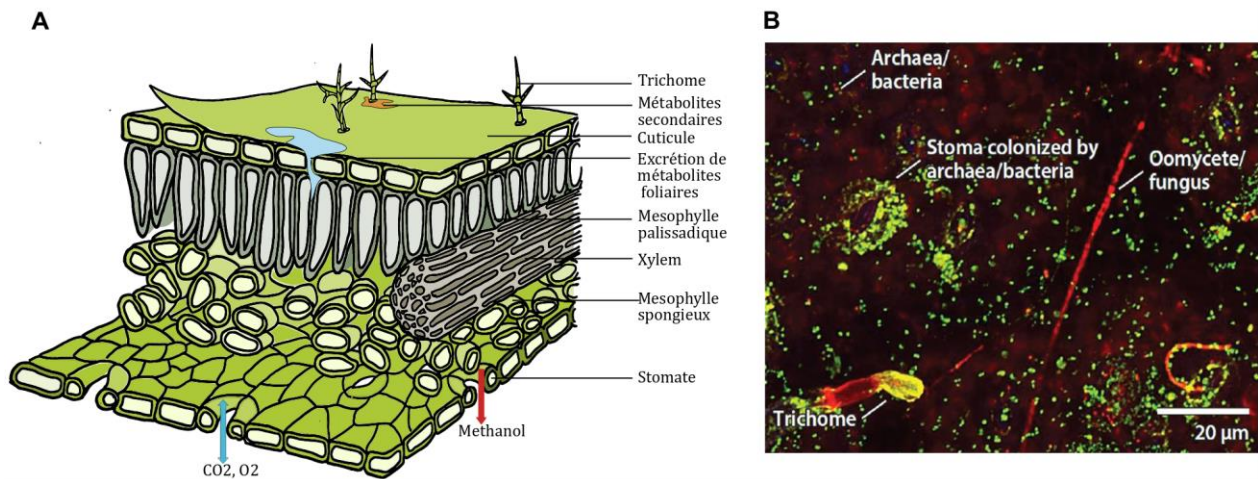 A
Trichome
Métabolites
secondaires
Cuticule
Excrétion de
métabolites
foliaires
Mesophylle
palissadique
Xylem
Mesophylle
spongieux
Stomate
Methanol
CO2, O2
B
Archaea/
bacteria
Stoma colonized by
archaea/bacteria
Oomycete/
fungus
Trichome
20 µm